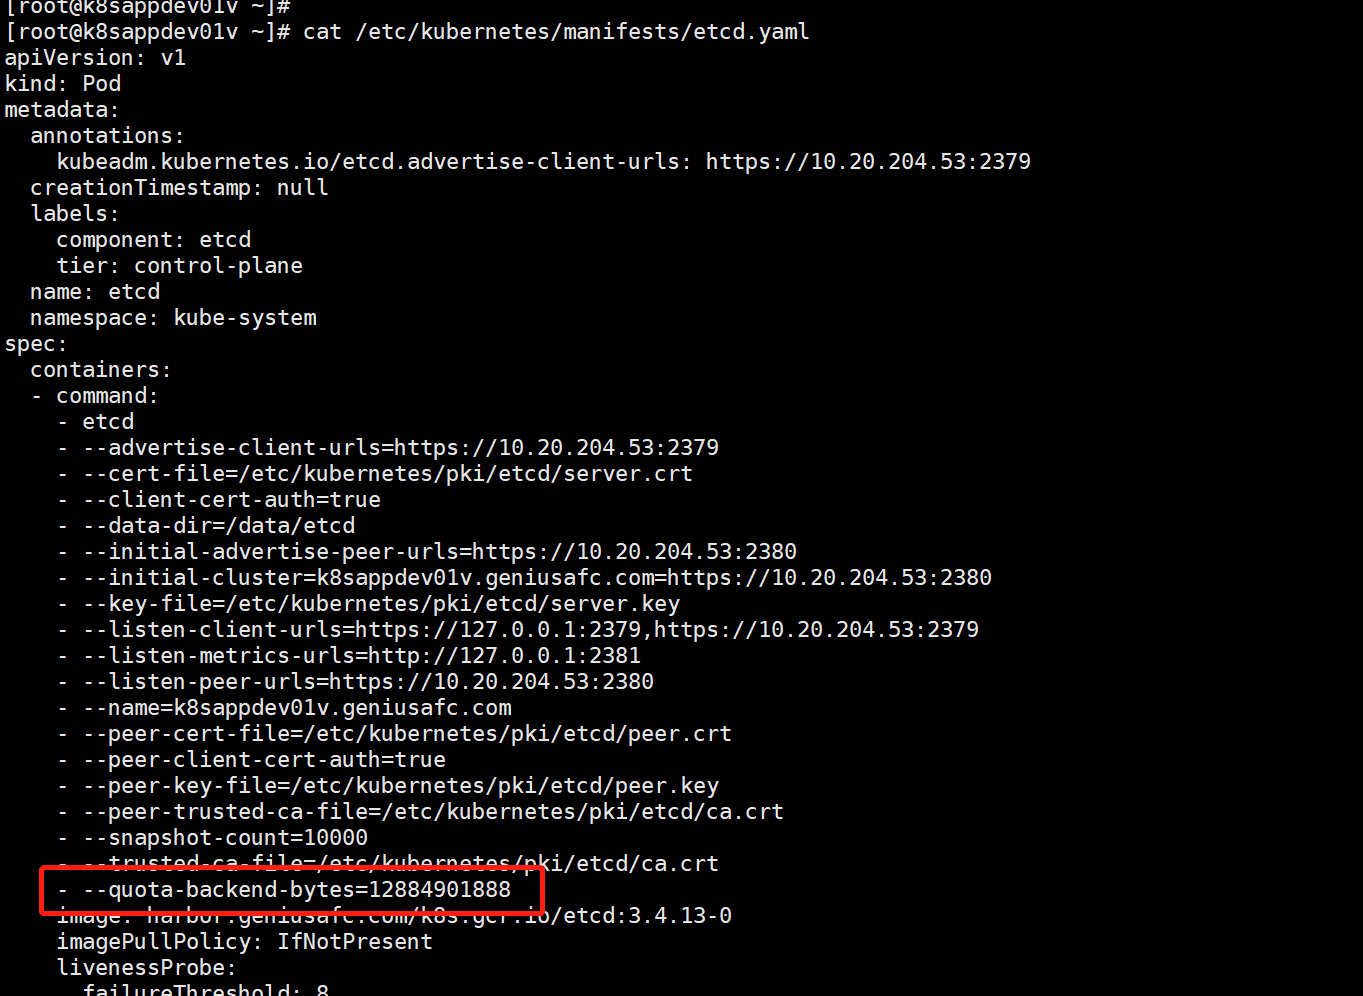 [root@k8sappdev01v ~]#
[root@k8sappdev01v ~]# cat /etc/kubernetes/manifests/etcd.yaml
apiVersion: v1
kind: Pod
metadata:
  annotations:
    kubeadm.kubernetes.io/etcd.advertise-client-urls: https://10.20.204.53:2379
  creationTimestamp: null
  labels:
    component: etcd
    tier: control-plane
  name: etcd
  namespace: kube-system
spec:
  containers:
  - command:
    - etcd
    - --advertise-client-urls=https://10.20.204.53:2379
    - --cert-file=/etc/kubernetes/pki/etcd/server.crt
    - --client-cert-auth=true
    - --data-dir=/data/etcd
    - --initial-advertise-peer-urls=https://10.20.204.53:2380
    - --initial-cluster=k8sappdev01v.geniusafc.com=https://10.20.204.53:2380
    - --key-file=/etc/kubernetes/pki/etcd/server.key
    - --listen-client-urls=https://127.0.0.1:2379,https://10.20.204.53:2379
    - --listen-metrics-urls=http://127.0.0.1:2381
    - --listen-peer-urls=https://10.20.204.53:2380
    - --name=k8sappdev01v.geniusafc.com
    - --peer-cert-file=/etc/kubernetes/pki/etcd/peer.crt
    - --peer-client-cert-auth=true
    - --peer-key-file=/etc/kubernetes/pki/etcd/peer.key
    - --peer-trusted-ca-file=/etc/kubernetes/pki/etcd/ca.crt
    - --snapshot-count=10000
    - --trusted-ca-file=/etc/kubernetes/pki/etcd/ca.crt
    - --quota-backend-bytes=12884901888
    image: harbor.geniusafc.com/k8s.gcr.io/etcd:3.4.13-0
    imagePullPolicy: IfNotPresent
    livenessProbe:
      failureThreshold: 8